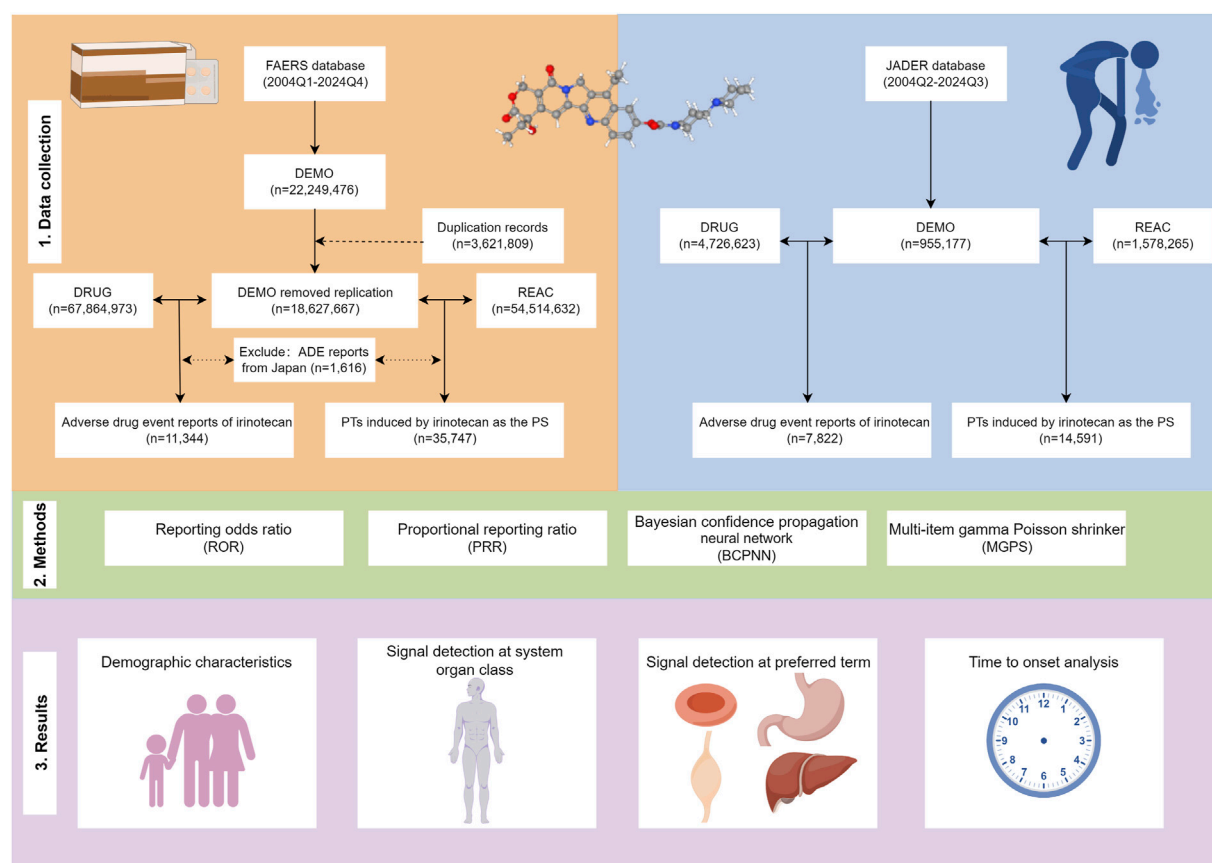 1. Data collection
FAERS database
(2004Q1-2024Q4)
DEMO
(n=22,249,476)
Duplication records
(n=3,621,809)
DRUG
(n=67,864,973)
DEMO removed replication
(n=18,627,667)
REAC
(n=54,514,632)
Exclude：ADE reports
from Japan (n=1,616)
Adverse drug event reports of irinotecan
(n=11,344)
PTs induced by irinotecan as the PS
(n=35,747)
JADER database
(2004Q2-2024Q3)
DRUG
(n=4,726,623)
DEMO
(n=955,177)
REAC
(n=1,578,265)
Adverse drug event reports of irinotecan
(n=7,822)
PTs induced by irinotecan as the PS
(n=14,591)
2. Methods
Reporting odds ratio
(ROR)
Proportional reporting ratio
(PRR)
Bayesian confidence propagation
neural network
(BCPNN)
Multi-item gamma Poisson shrinker
(MGPS)
3. Results
Demographic characteristics
Signal detection at system
organ class
Signal detection at preferred term
Time to onset analysis
12
1
2
3
4
5
6
7
8
9
10
11